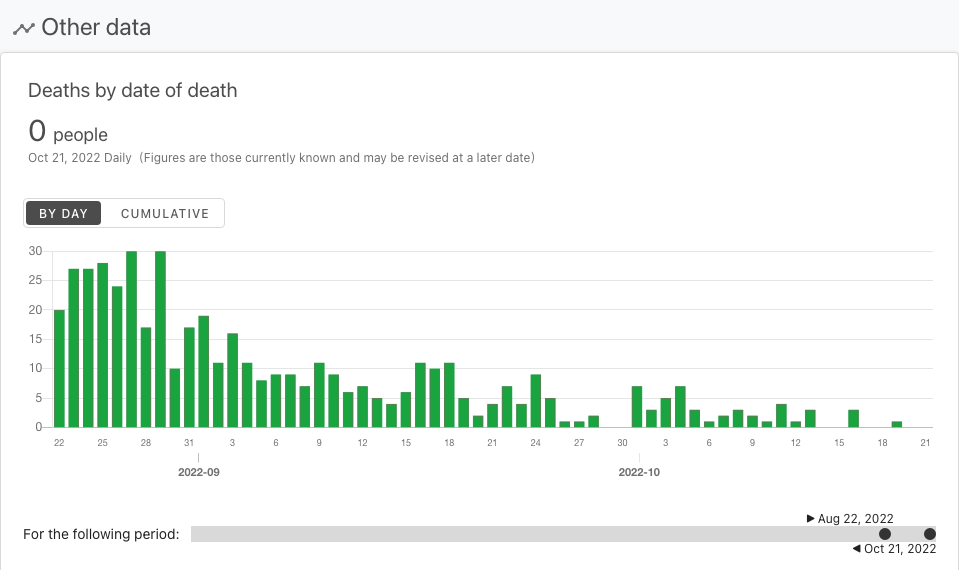 Other data
Deaths by date of death
0 people
Oct 21, 2022 Daily (Figures are those currently known and may be revised at a later date)
BY DAY CUMULATIVE
30
25
20
15
10
5
0
22 25 28 31 3 6 9 12 15 18 21 24 27 30 3 6 9 12 15 18 21
2022-09 2022-10
Aug 22, 2022
For the following period:
Oct 21, 2022